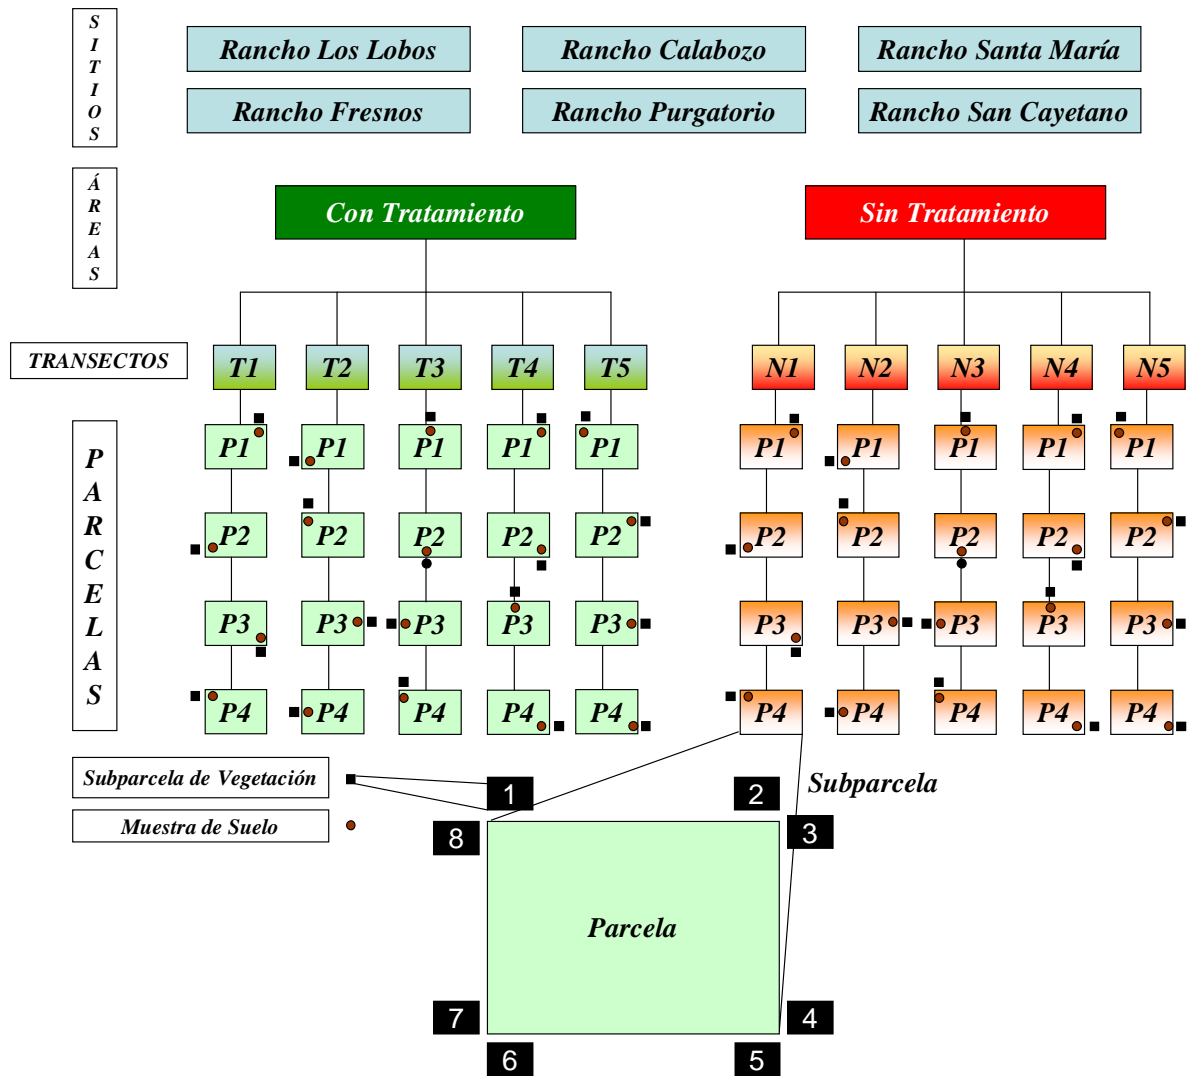 SITIOS
Rancho Los Lobos Rancho Calabozo Rancho Santa María
Rancho Fresnos Rancho Purgatorio Rancho San Cayetano
ÁREAS
Con Tratamiento Sin Tratamiento
TRANSECTOS T1 T2 T3 T4 T5 N1 N2 N3 N4 N5
PARCELAS
P1 P1 P1 P1 P1 P1 P1 P1 P1 P1
P2 P2 P2 P2 P2 P2 P2 P2 P2 P2
P3 P3 P3 P3 P3 P3 P3 P3 P3 P3
P4 P4 P4 P4 P4 P4 P4 P4 P4 P4
Subparcela de Vegetación 1 2 Subparcela
Muestra de Suelo 8 3
Parcela
7 4
6 5